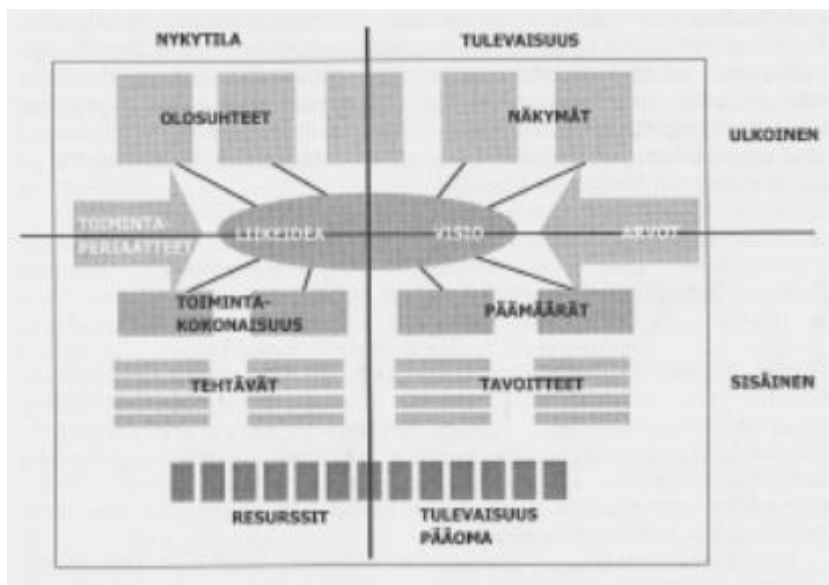 NYKYTILA
TULEVAISUUS
OLOSUHTEET
NÄKYMÄT
ULKOINEN
TOIMINTA-
PERIAATTEET
LIIKEIDEA
VISIO
ARVOT
TOIMINTA-
KOKONAISUUS
PÄÄMÄÄRÄT
TEHTÄVÄT
TAVOITTEET
SISÄINEN
RESURSSIT
TULEVAISUUS
PÄÄOMA